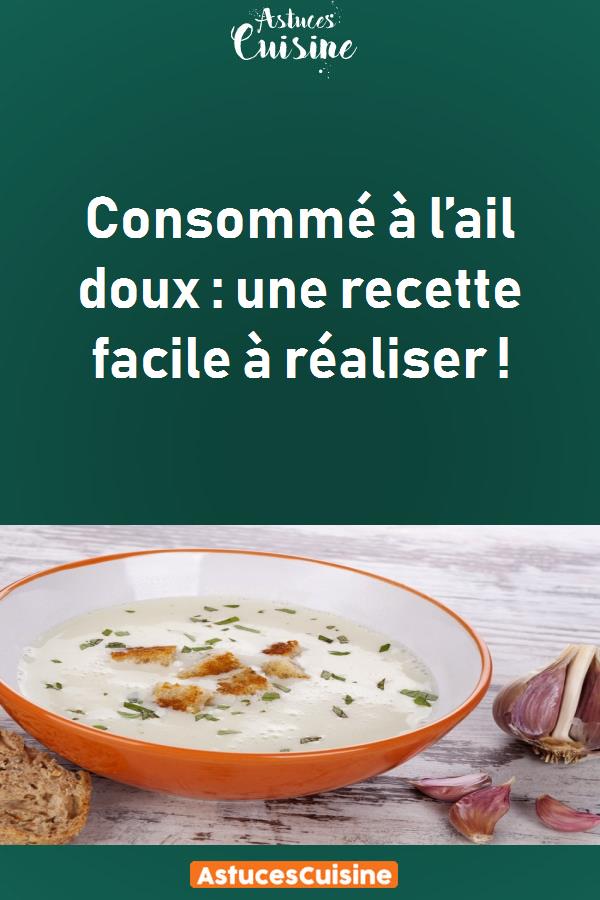 Astuces
Cuisine
Consommé à l’ail
doux : une recette
facile à réaliser !
AstucesCuisine